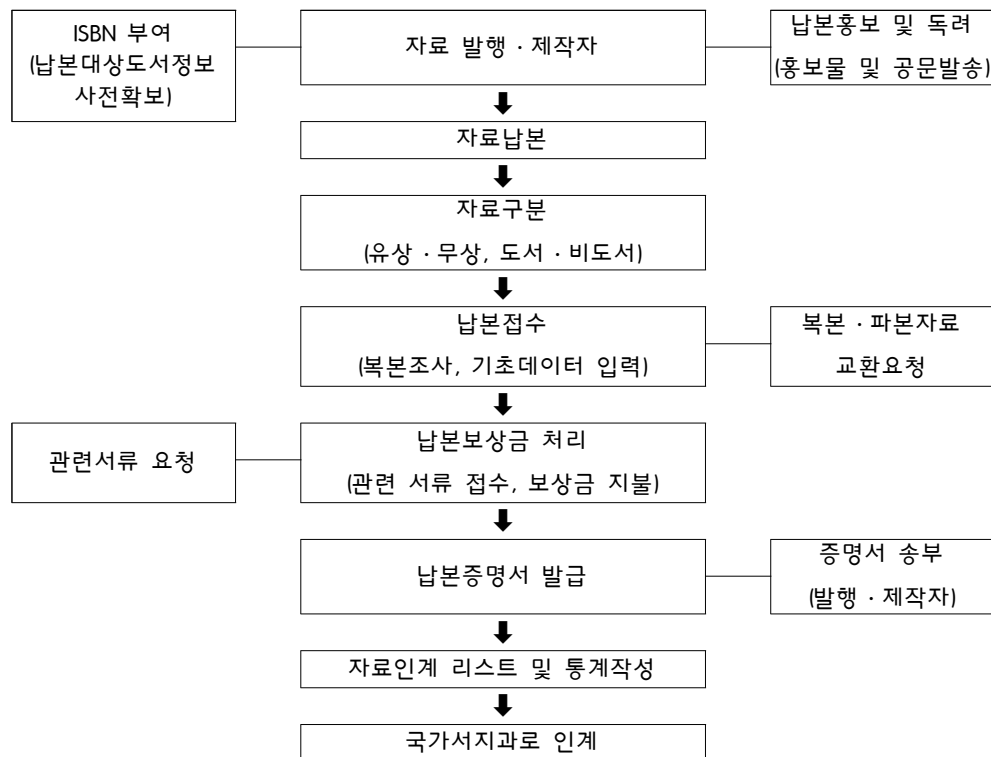 ISBN 부여
(납본대상도서정보
사전확보)
자료 발행 · 제작자
납본홍보 및 독려
(홍보물 및 공문발송)
자료납본
자료구분
(유상 · 무상, 도서 · 비도서)
납본접수
(복본조사, 기초데이터 입력)
복본 · 파본자료
교환요청
관련서류 요청
납본보상금 처리
(관련 서류 접수, 보상금 지불)
납본증명서 발급
증명서 송부
(발행 · 제작자)
자료인계 리스트 및 통계작성
국가서지과로 인계